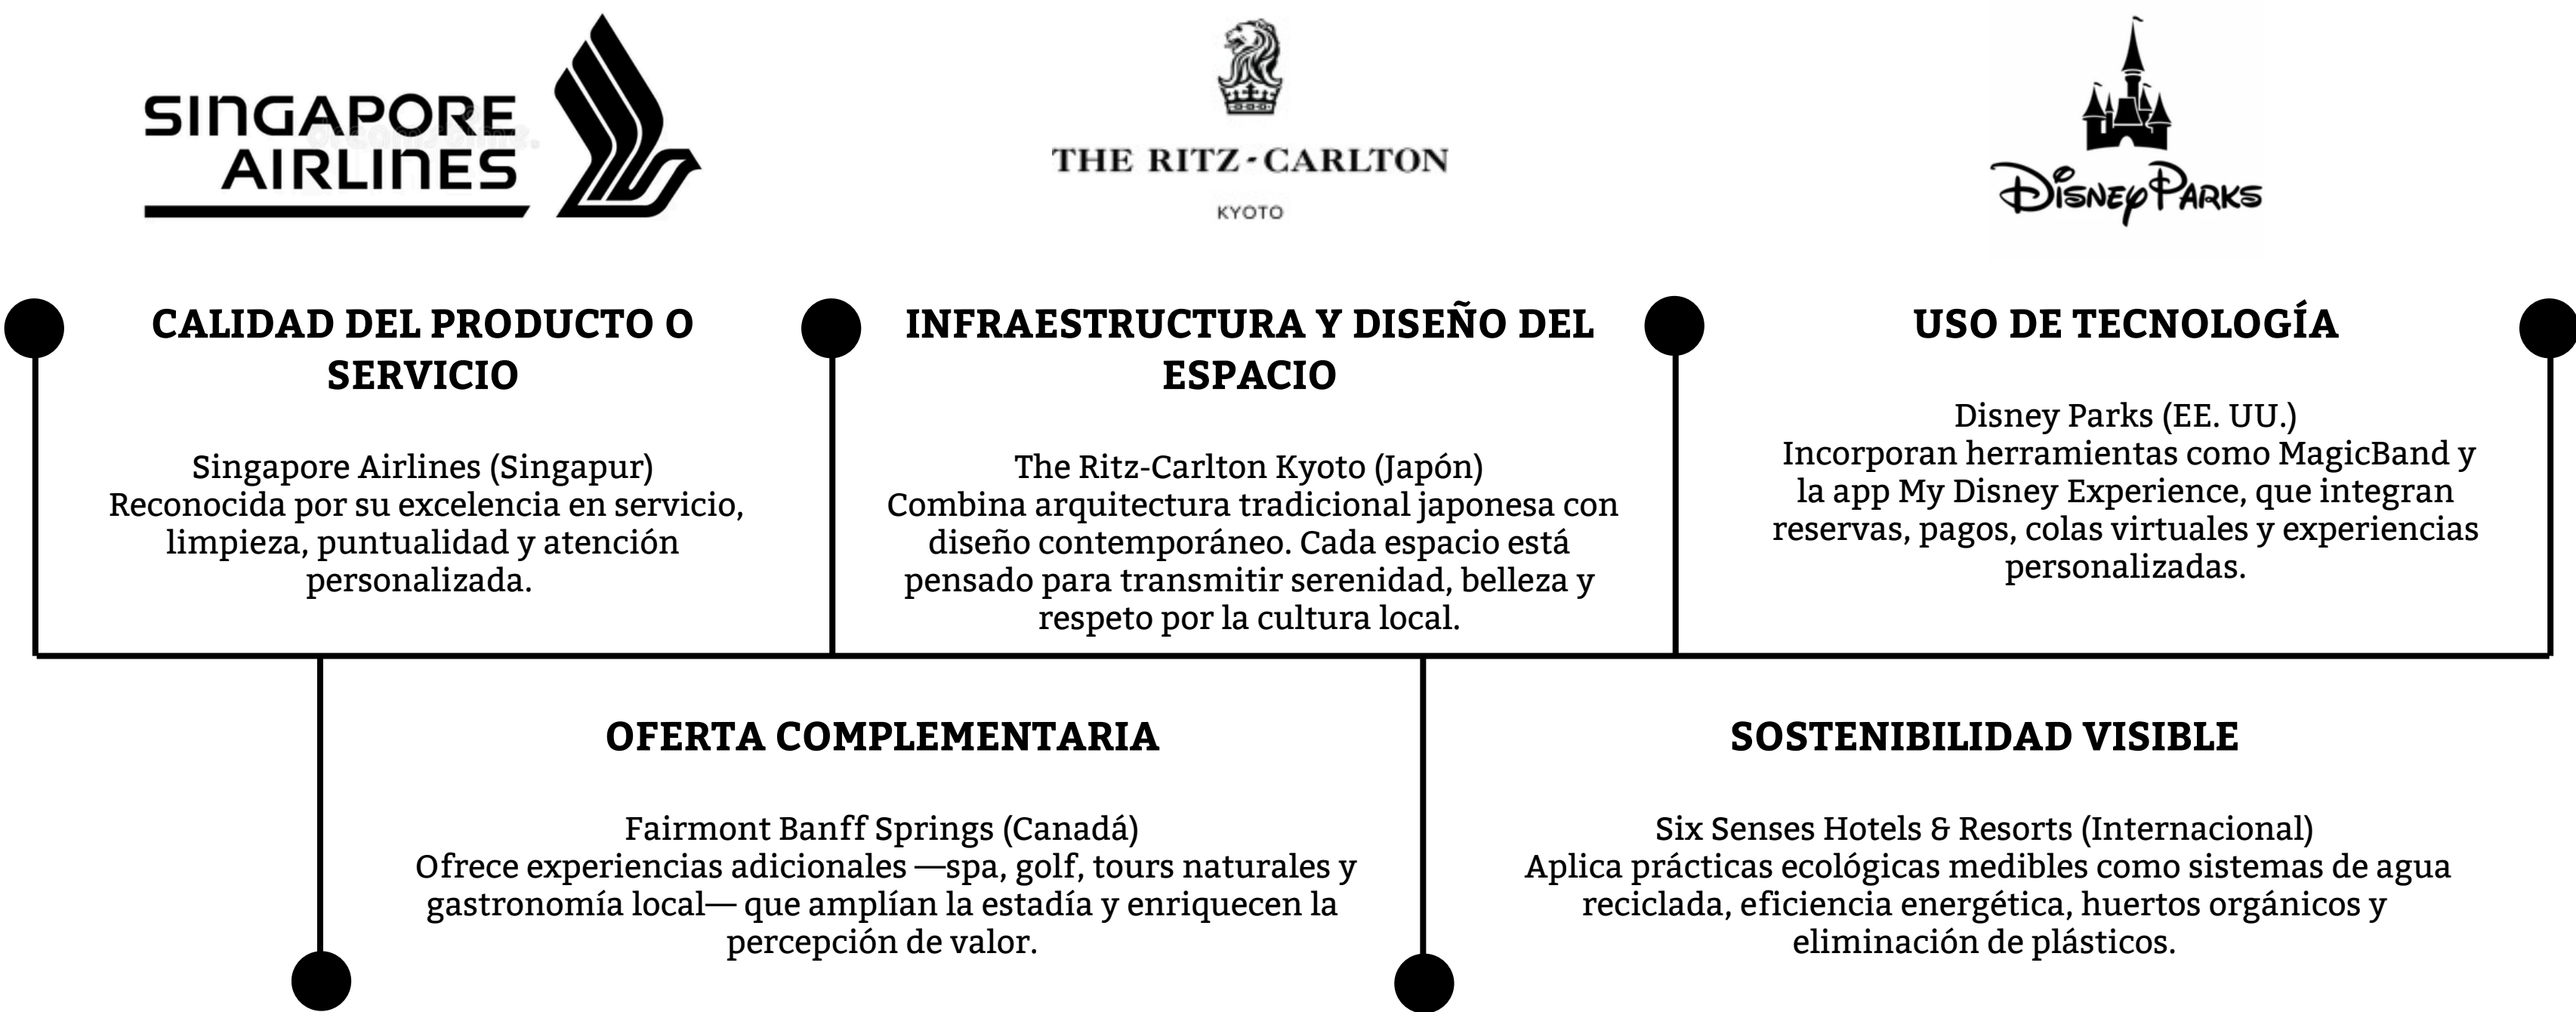 SINGAPORE
AIRLINES
THE RITZ-CARLTON
KYOTO
Disney Parks
CALIDAD DEL PRODUCTO O
SERVICIO
Singapore Airlines (Singapur)
Reconocida por su excelencia en servicio,
limpieza, puntualidad y atención
personalizada.
INFRAESTRUCTURA Y DISEÑO DEL
ESPACIO
The Ritz-Carlton Kyoto (Japón)
Combina arquitectura tradicional japonesa con
diseño contemporáneo. Cada espacio está
pensado para transmitir serenidad, belleza y
respeto por la cultura local.
USO DE TECNOLOGÍA
Disney Parks (EE. UU.)
Incorporan herramientas como MagicBand y
la app My Disney Experience, que integran
reservas, pagos, colas virtuales y experiencias
personalizadas.
OFERTA COMPLEMENTARIA
Fairmont Banff Springs (Canadá)
Ofrece experiencias adicionales —spa, golf, tours naturales y
gastronomía local— que amplían la estadía y enriquecen la
percepción de valor.
SOSTENIBILIDAD VISIBLE
Six Senses Hotels & Resorts (Internacional)
Aplica prácticas ecológicas medibles como sistemas de agua
reciclada, eficiencia energética, huertos orgánicos y
eliminación de plásticos.